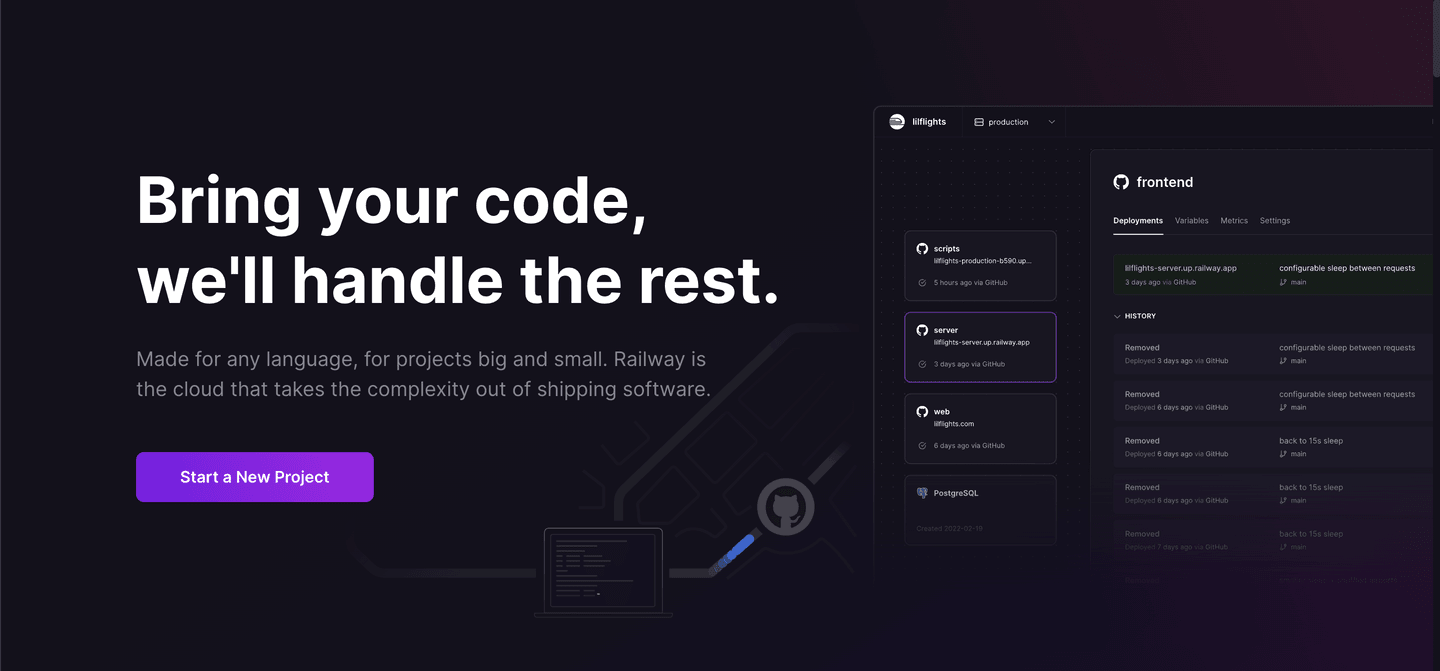 Bring your code,
we'll handle the rest.
Made for any language, for projects big and small. Railway is
the cloud that takes the complexity out of shipping software.
Start a New Project
lilflights
production
scripts
lilflights-production-b590.up...
5 hours ago via GitHub
server
lilflights-server.up.railway.app
3 days ago via GitHub
web
lilflights.com
6 days ago via GitHub
PostgreSQL
Created 2022-02-10
frontend
Deployments Variables Metrics Settings
lilflights-server.up.railway.app configurable sleep between requests
3 days ago via GitHub main
HISTORY
Removed configurable sleep between requests
Deployed 3 days ago via GitHub main
Removed configurable sleep between requests
Deployed 6 days ago via GitHub main
Removed back to 15s sleep
Deployed 6 days ago via GitHub main
Removed back to 15s sleep
Deployed 6 days ago via GitHub main
Removed back to 15s sleep
Deployed 7 days ago via GitHub main